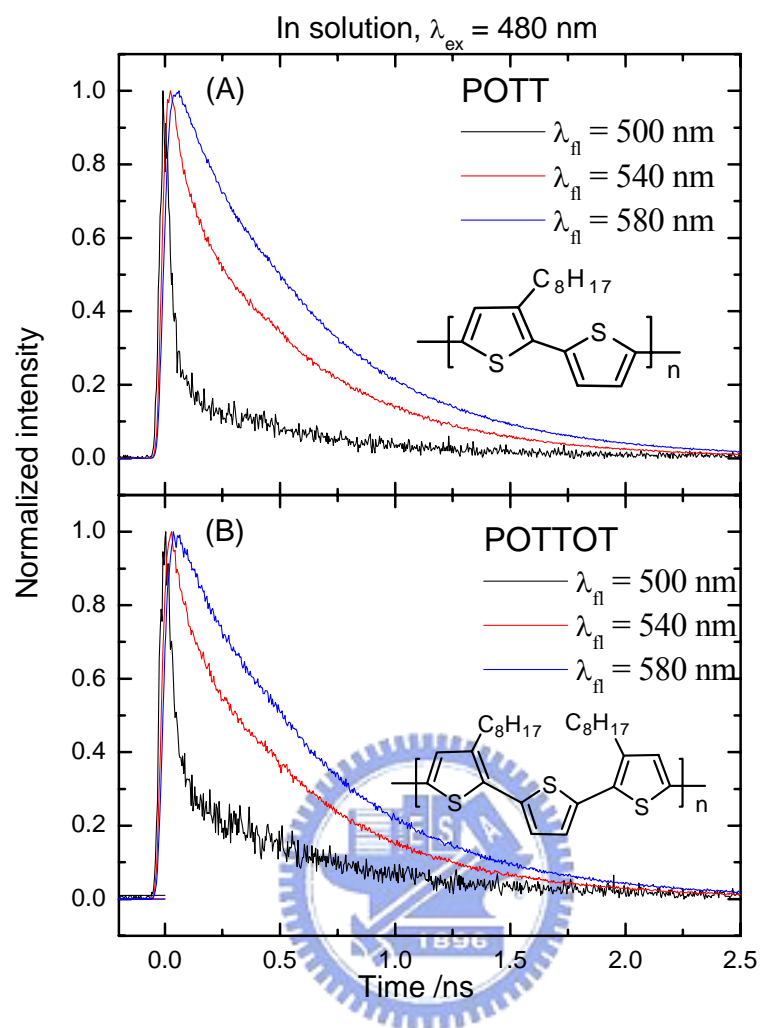 In solution, λex = 480 nm
Normalized intensity
(A)
POTT
λfl = 500 nm
λfl = 540 nm
λfl = 580 nm
C8H17
S
S
n
1.0
0.8
0.6
0.4
0.2
0.0
(B)
POTTOT
λfl = 500 nm
λfl = 540 nm
λfl = 580 nm
C8H17
C8H17
S
S
S
n
1.0
0.8
0.6
0.4
0.2
0.0
1896
0.0 0.5 1.0 1.5 2.0 2.5
Time /ns